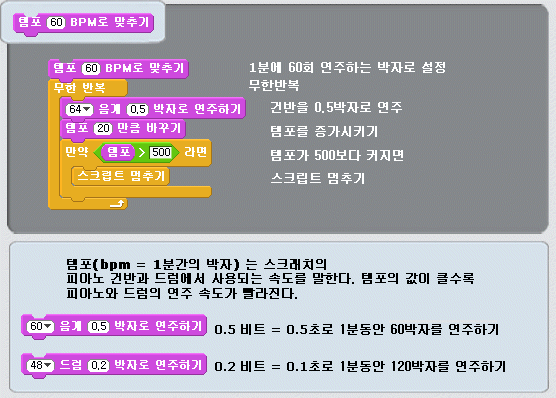 템포 60 BPM로 맞추기
템포 60 BPM로 맞추기 1분에 60회 연주하는 박자로 설정
무한 반복 무한반복
64▼ 음계 0.5 박자로 연주하기 건반을 0.5박자로 연주
템포 20 만큼 바꾸기 템포를 증가시키기
만약 템포 > 500 라면 템포가 500보다 커지면
스크립트 멈추기 스크립트 멈추기
템포(bpm = 1분간의 박자) 는 스크래치의
피아노 건반과 드럼에서 사용되는 속도를 말한다. 템포의 값이 클수록
피아노와 드럼의 연주 속도가 빨라진다.
60▼ 음계 0.5 박자로 연주하기 0.5 비트 = 0.5초로 1분동안 60박자를 연주하기
48▼ 드럼 0.2 박자로 연주하기 0.2 비트 = 0.1초로 1분동안 120박자를 연주하기